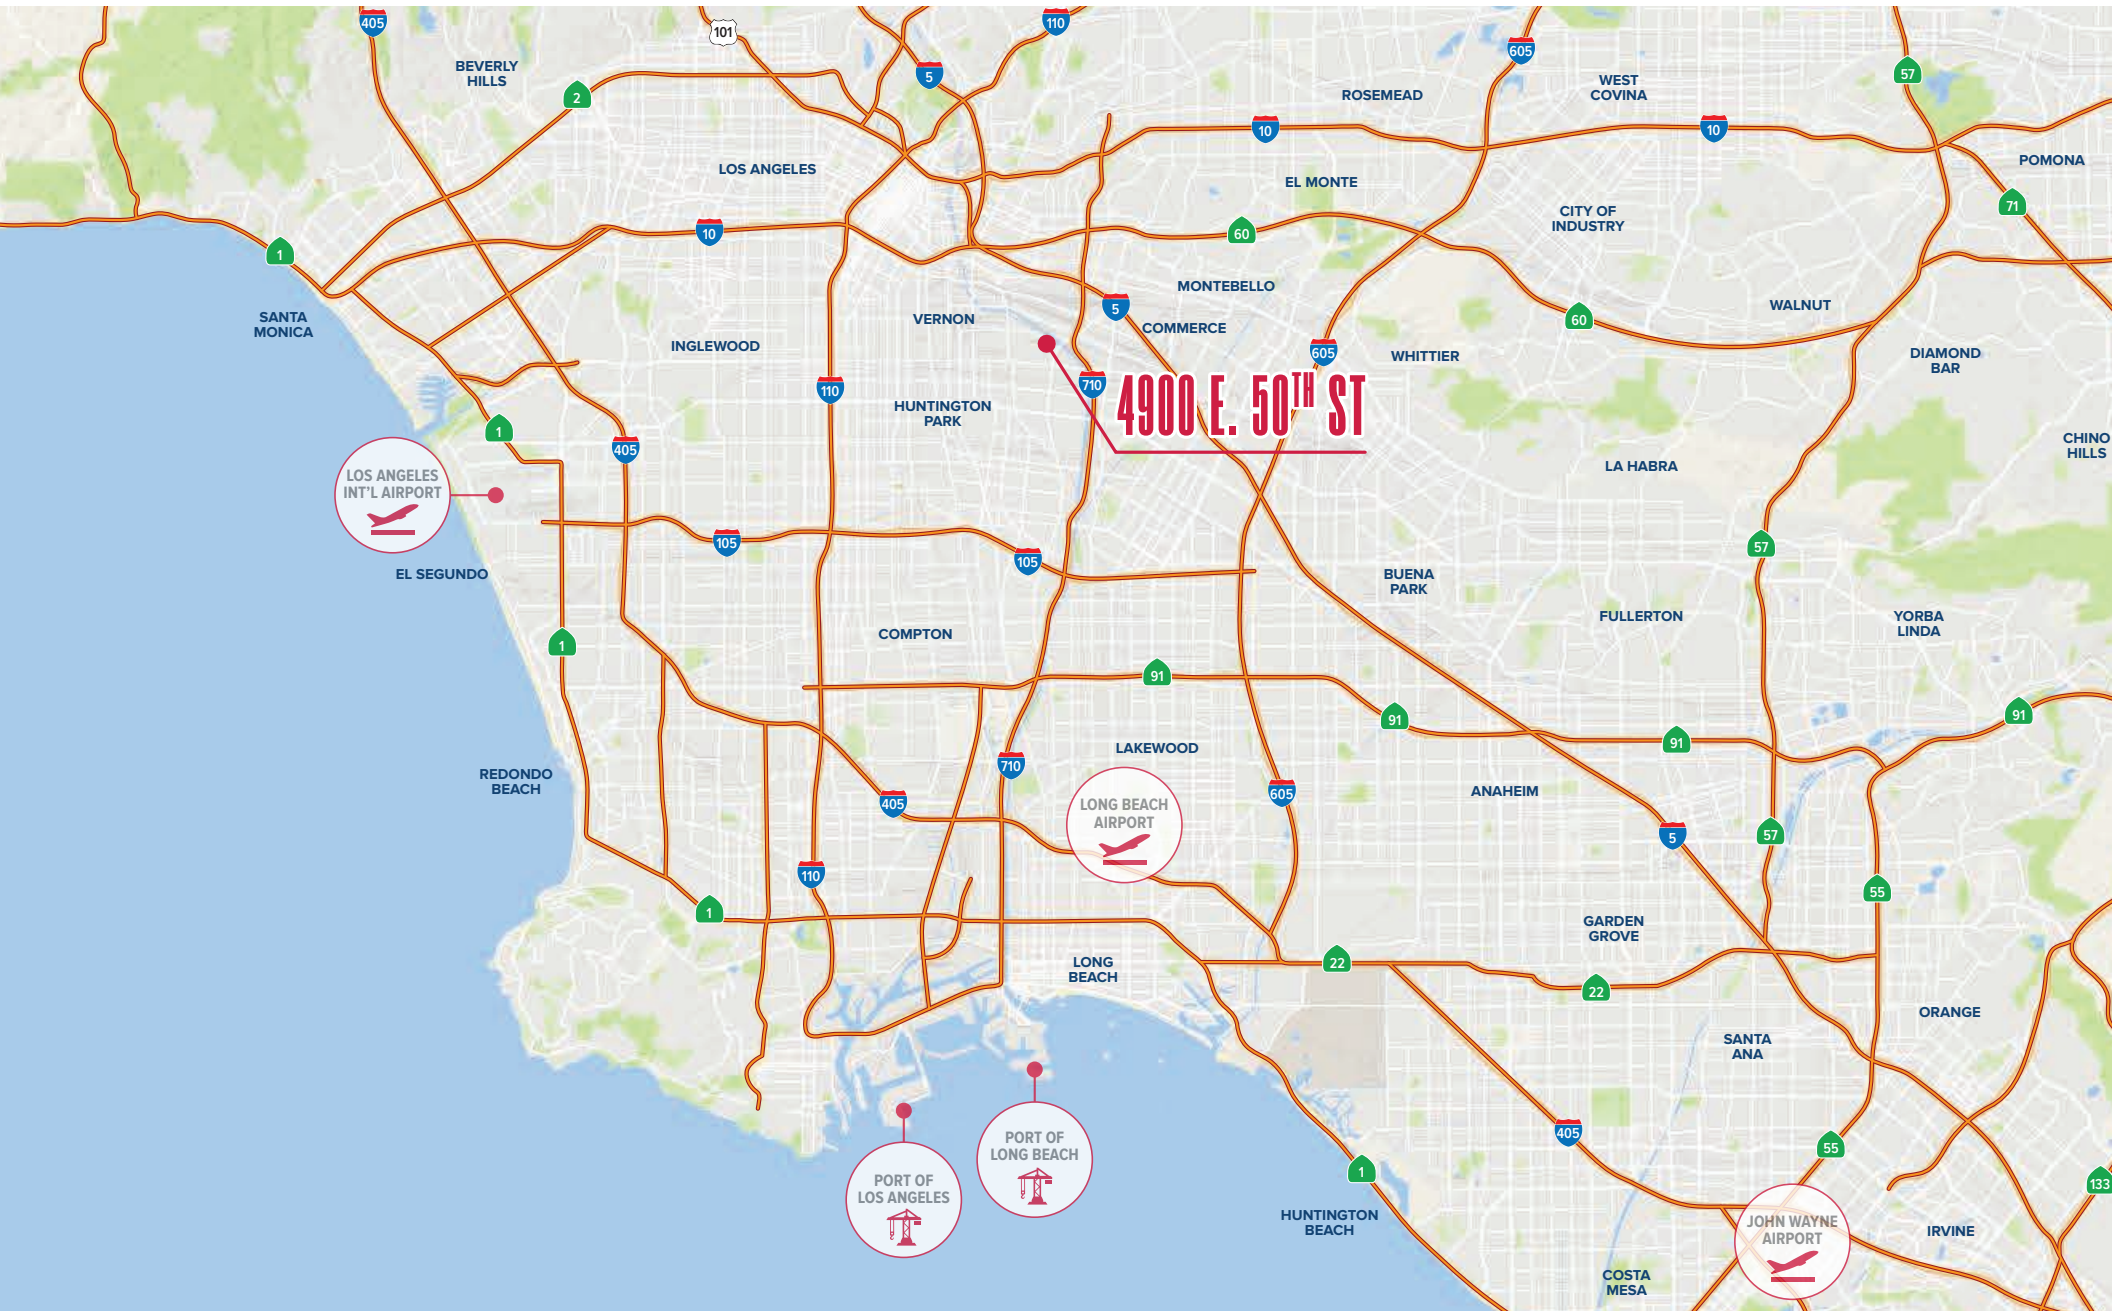 405
101
110
5
605
57
BEVERLY
HILLS
2
ROSEMEAD
WEST
COVINA
10
10
LOS ANGELES
EL MONTE
POMONA
71
CITY OF
INDUSTRY
10
60
1
MONTEBELLO
5
WALNUT
60
SANTA
MONICA
VERNON
COMMERCE
INGLEWOOD
605
WHITTIER
DIAMOND
BAR
110
710
4900 E. 50TH ST
HUNTINGTON
PARK
1
405
CHINO
HILLS
LA HABRA
LOS ANGELES
INT'L AIRPORT
105
105
57
EL SEGUNDO
BUENA
PARK
FULLERTON
YORBA
LINDA
COMPTON
1
91
91
91
91
LAKEWOOD
710
REDONDO
BEACH
405
605
ANAHEIM
LONG BEACH
AIRPORT
5
57
110
55
1
GARDEN
GROVE
LONG
BEACH
22
22
ORANGE
SANTA
ANA
405
55
PORT OF
LONG BEACH
1
PORT OF
LOS ANGELES
133
HUNTINGTON
BEACH
JOHN WAYNE
AIRPORT
IRVINE
COSTA
MESA